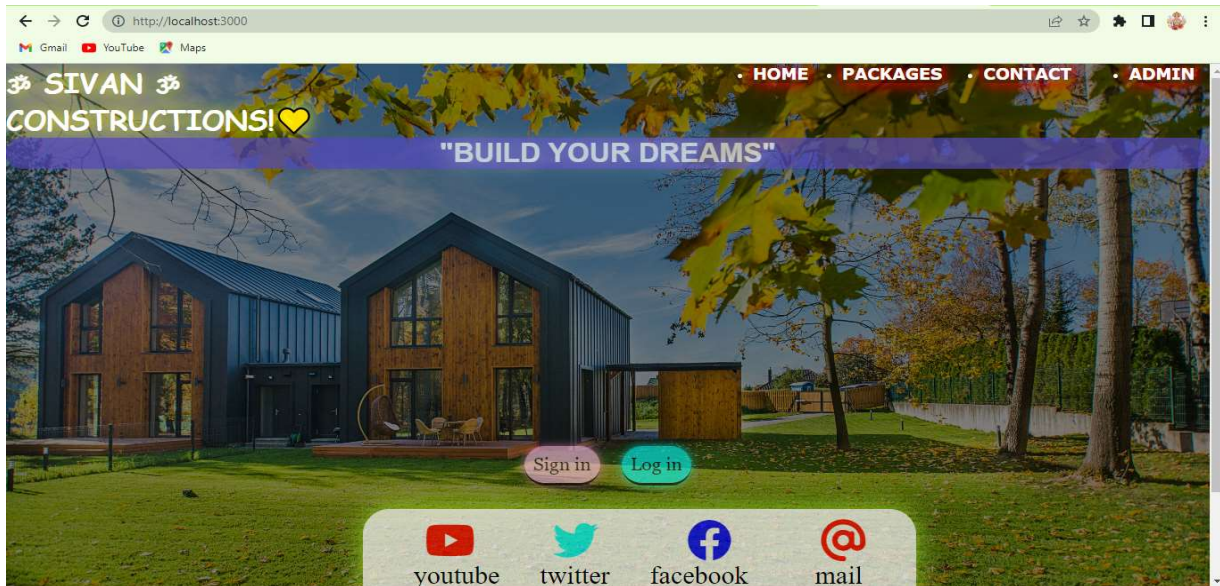 http://localhost:3000
Gmail YouTube Maps
ॐ SIVAN ॐ
CONSTRUCTIONS!💛
• HOME • PACKAGES • CONTACT • ADMIN
"BUILD YOUR DREAMS"
Sign in Log in
youtube twitter facebook mail